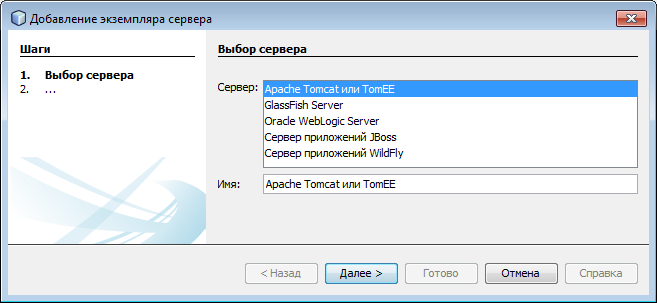 Добавление экземпляра сервера
Шаги
1. Выбор сервера
2. ...
Выбор сервера
Сервер:
Apache Tomcat или TomEE
GlassFish Server
Oracle WebLogic Server
Сервер приложений JBoss
Сервер приложений WildFly
Имя: Apache Tomcat или TomEE
< Назад Далее > Готово Отмена Справка